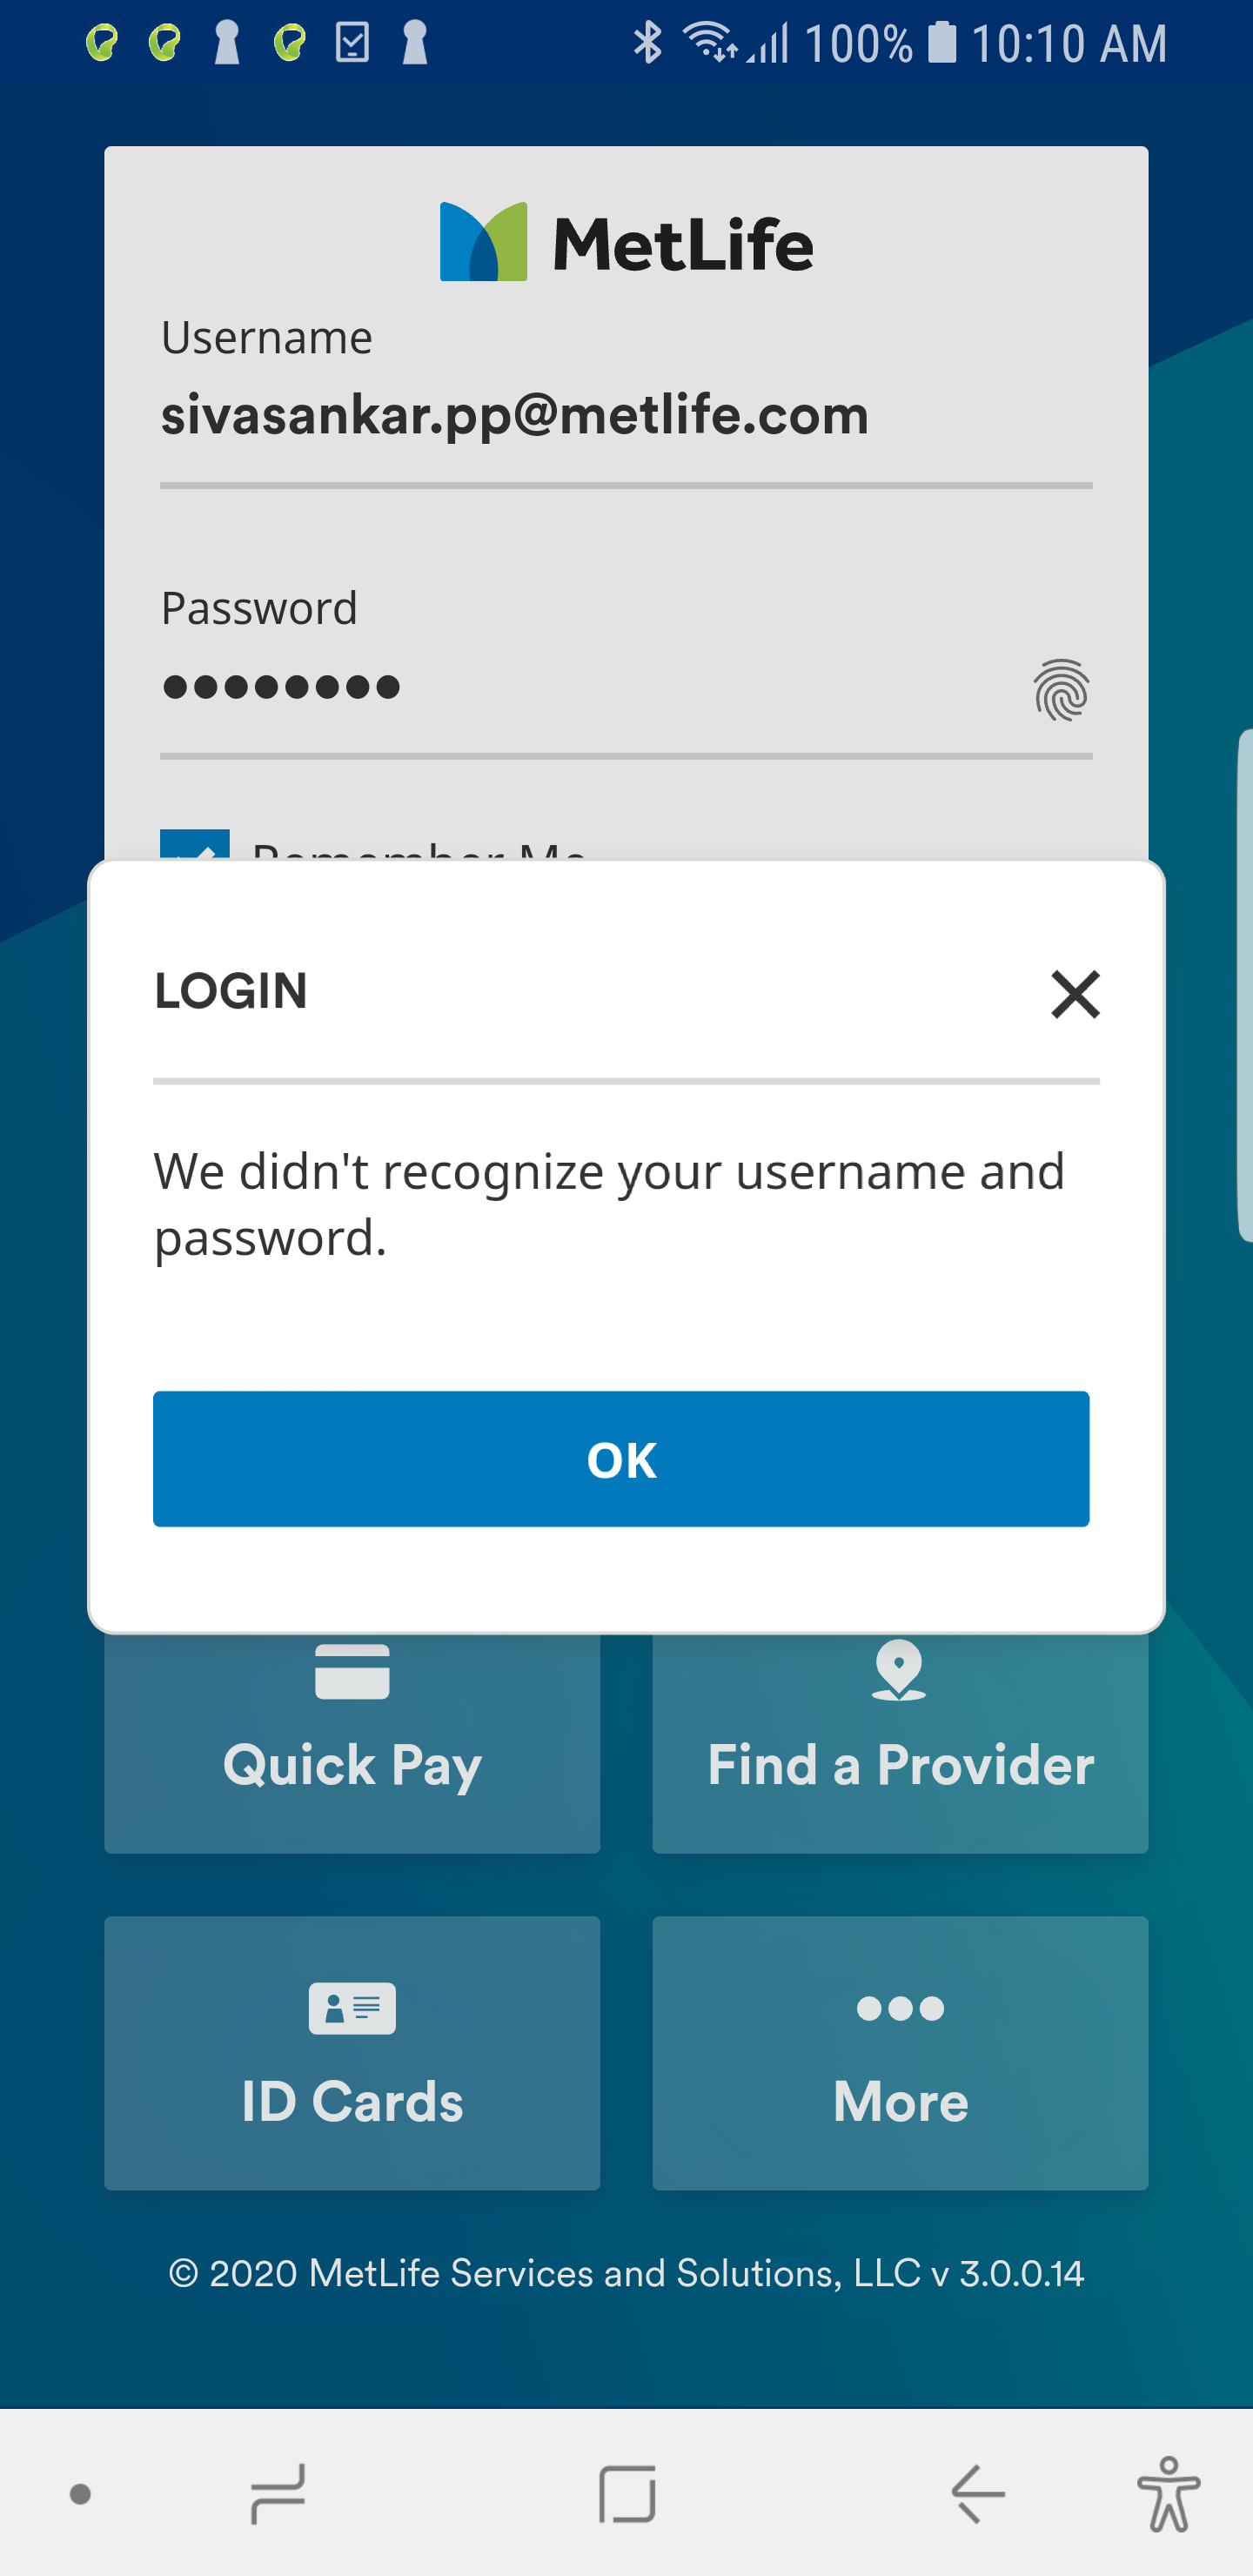 100% 10:10 AM
MetLife
Username
sivasankar.pp@metlife.com
Password
Remember Me
LOGIN
We didn't recognize your username and
password.
OK
Quick Pay
Find a Provider
ID Cards
More
© 2020 MetLife Services and Solutions, LLC v 3.0.0.14